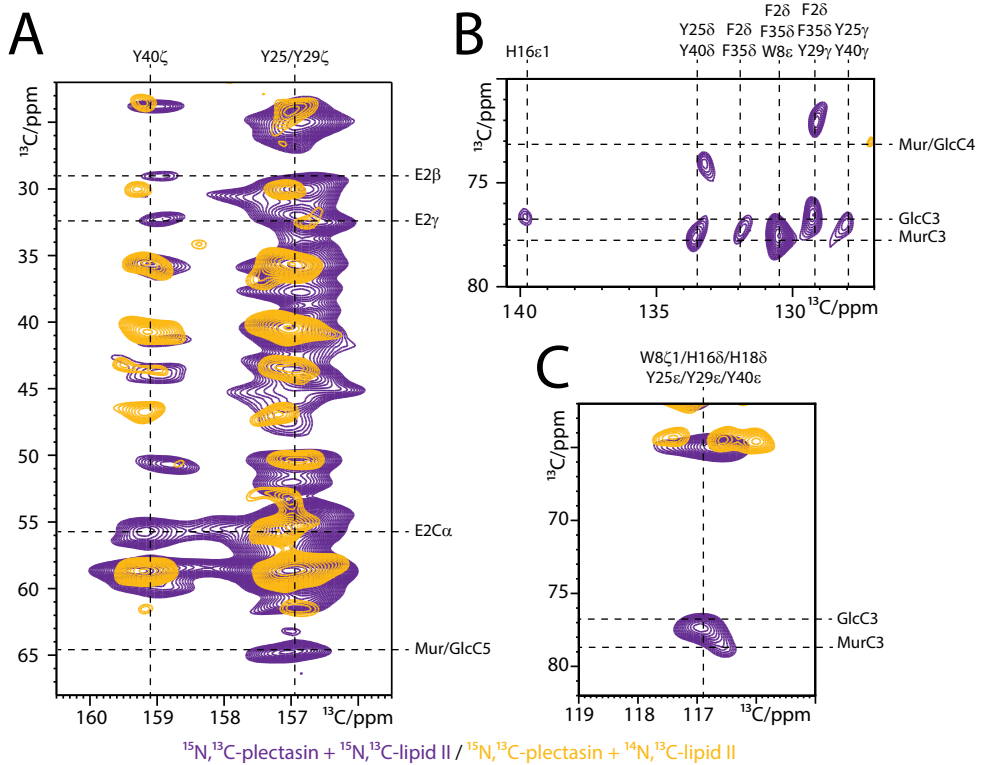 A
Y40ζ
Y25/Y29ζ
¹³C/ppm
30
35
40
45
50
55
60
65
E2β
E2γ
E2Cα
Mur/GlcC5
160
159
158
157
¹³C/ppm
B
H16ε1
Y25δ
Y40δ
F2δ
F35δ
F2δ
F35δ
W8ε
F2δ
F35δ
Y29γ
Y25γ
Y40γ
¹³C/ppm
75
80
Mur/GlcC4
GlcC3
MurC3
140
135
130
¹³C/ppm
C
W8ζ1/H16δ/H18δ
Y25ε/Y29ε/Y40ε
¹³C/ppm
70
75
80
GlcC3
MurC3
119
118
117
¹³C/ppm
¹⁵N,¹³C-plectasin + ¹⁵N,¹³C-lipid II / ¹⁵N,¹³C-plectasin + ¹⁴N,¹³C-lipid II